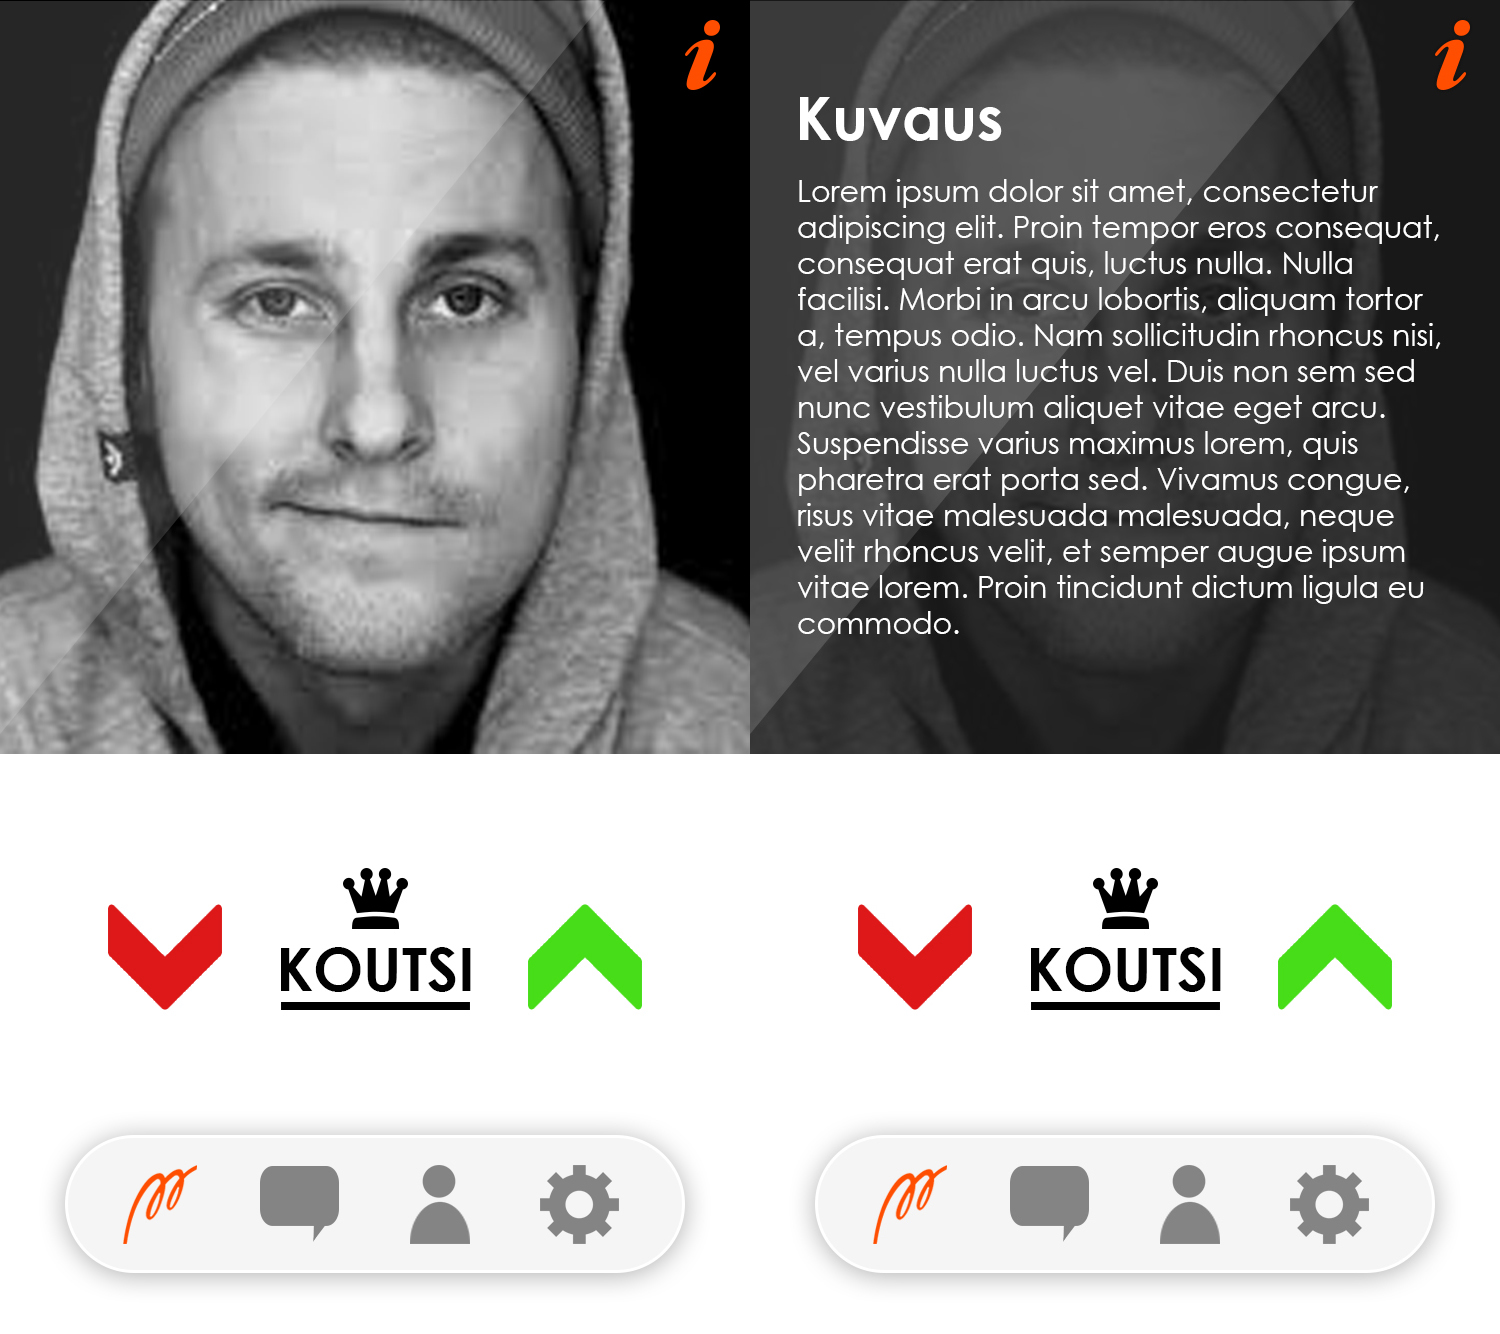 i
i
Kuvaus
Lorem ipsum dolor sit amet, consectetur
adipiscing elit. Proin tempor eros consequat,
consequat erat quis, luctus nulla. Nulla
facilisi. Morbi in arcu lobortis, aliquam tortor
a, tempus odio. Nam sollicitudin rhoncus nisi,
vel varius nulla luctus vel. Duis non sem sed
nunc vestibulum aliquet vitae eget arcu.
Suspendisse varius maximus lorem, quis
pharetra erat porta sed. Vivamus congue,
risus vitae malesuada malesuada, neque
velit rhoncus velit, et semper augue ipsum
vitae lorem. Proin tincidunt dictum ligula eu
commodo.
KOUTSI
KOUTSI